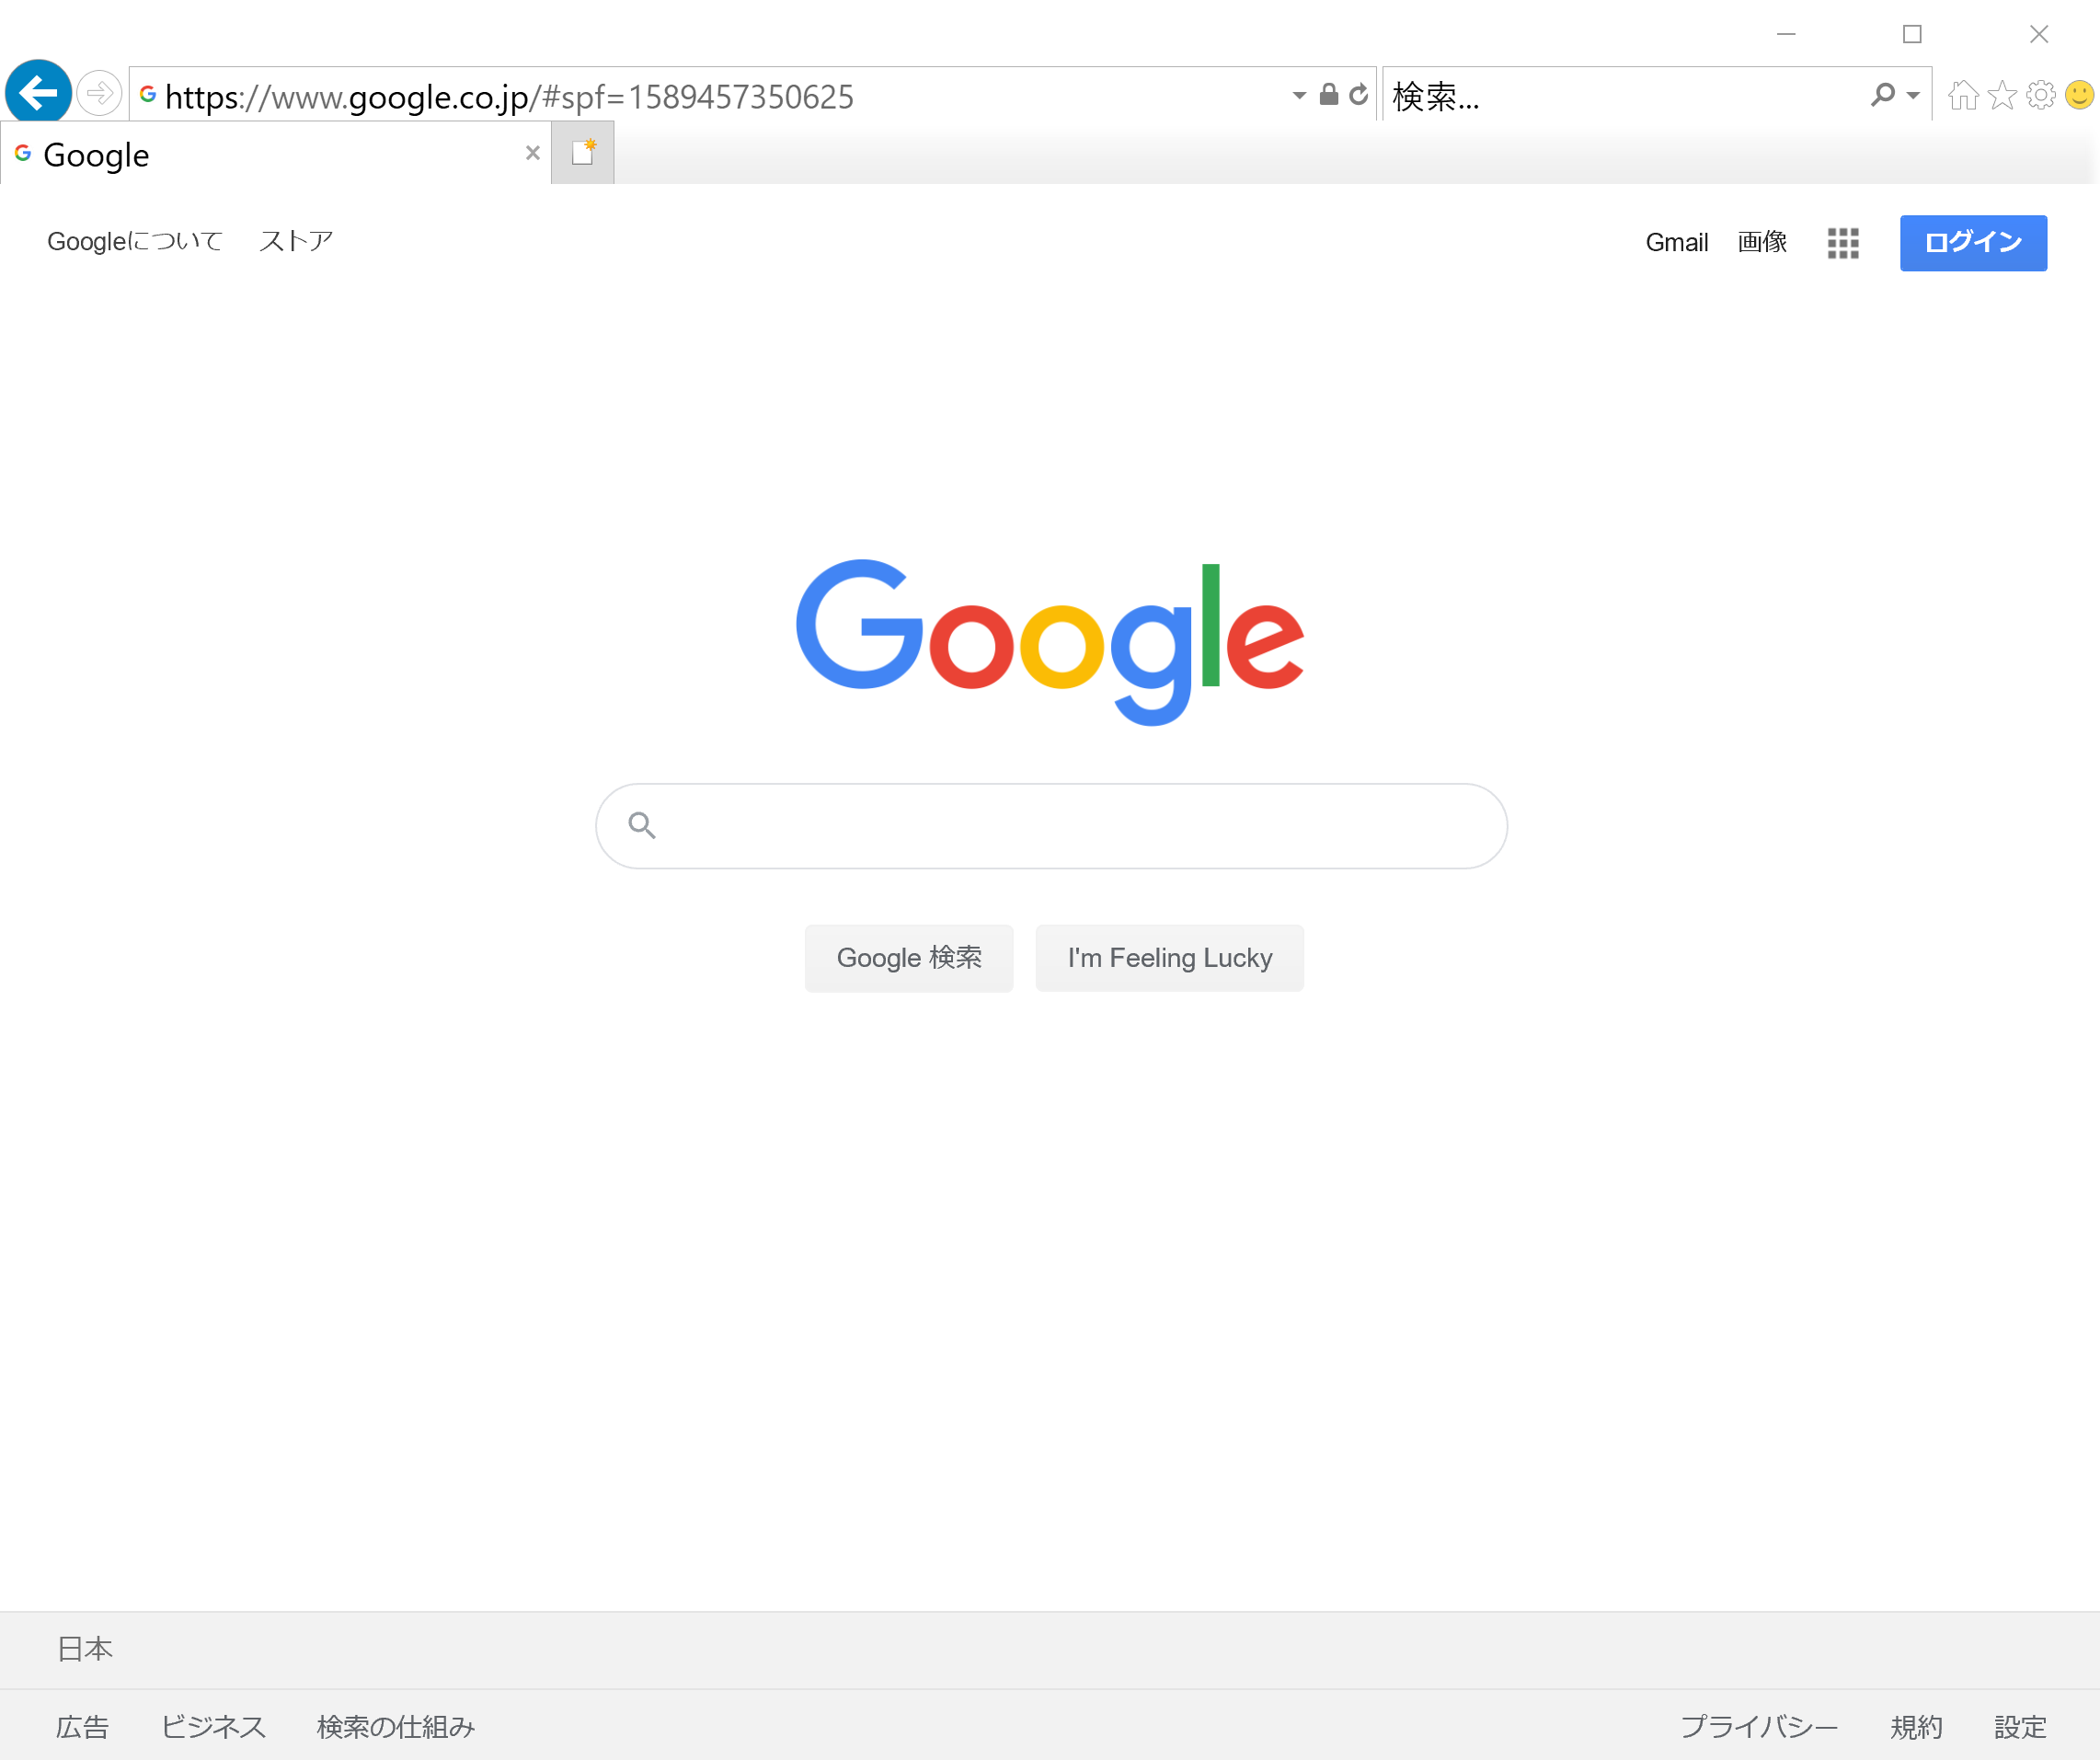 https://www.google.co.jp/#spf=1589457350625
検索...
Google
Googleについて ストア
Gmail 画像 ログイン
Google
Google 検索 I'm Feeling Lucky
日本
広告 ビジネス 検索の仕組み
プライバシー 規約 設定